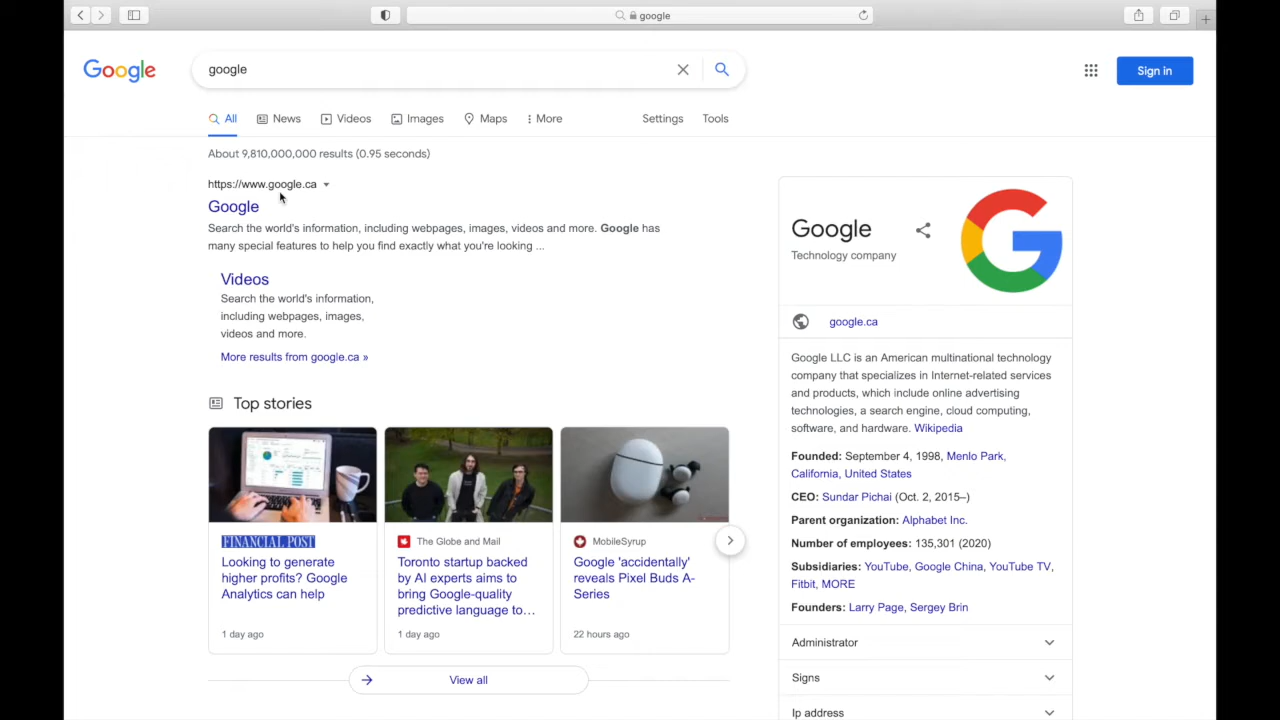 google
Google
google
Sign in
All
News
Videos
Images
Maps
More
Settings
Tools
About 9,810,000,000 results (0.95 seconds)
https://www.google.ca
Google
Search the world's information, including webpages, images, videos and more. Google has
many special features to help you find exactly what you're looking ...
Videos
Search the world's information,
including webpages, images,
videos and more.
More results from google.ca »
Top stories
FINANCIAL POST
Looking to generate
higher profits? Google
Analytics can help
1 day ago
The Globe and Mail
Toronto startup backed
by AI experts aims to
bring Google-quality
predictive language to…
1 day ago
MobileSyrup
Google 'accidentally'
reveals Pixel Buds A-
Series
22 hours ago
View all
Google
Technology company
google.ca
Google LLC is an American multinational technology
company that specializes in Internet-related services
and products, which include online advertising
technologies, a search engine, cloud computing,
software, and hardware. Wikipedia
Founded: September 4, 1998, Menlo Park,
California, United States
CEO: Sundar Pichai (Oct. 2, 2015–)
Parent organization: Alphabet Inc.
Number of employees: 135,301 (2020)
Subsidiaries: YouTube, Google China, YouTube TV,
Fitbit, MORE
Founders: Larry Page, Sergey Brin
Administrator
Signs
Ip address